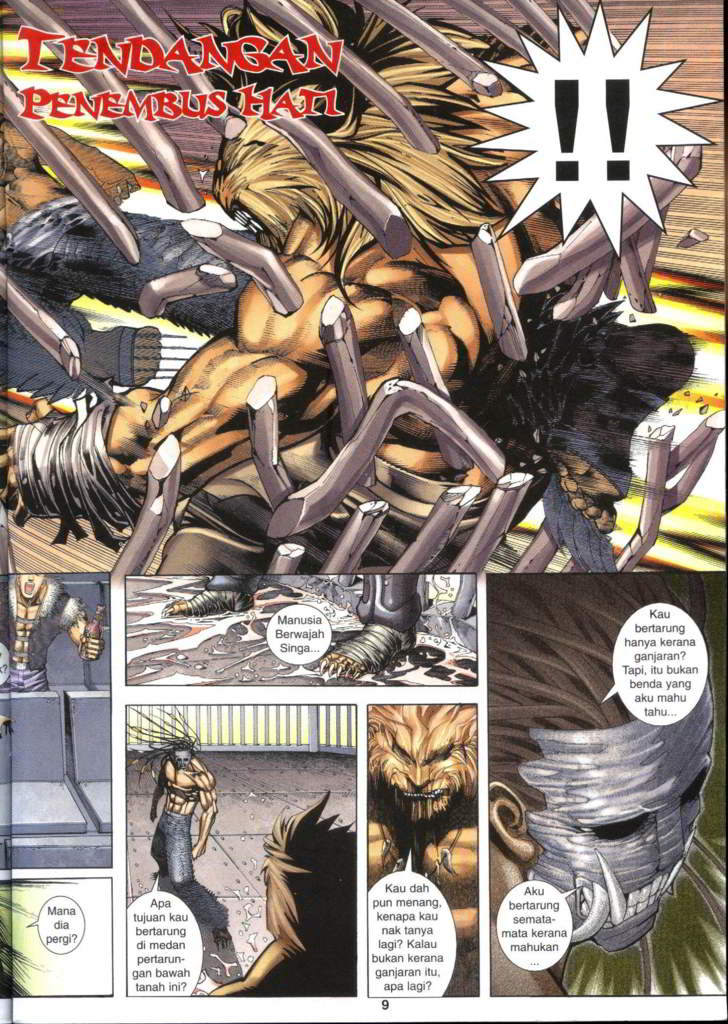 TENDANGAN
PENEMBUS HATI
!!
?
Mana
dia
pergi?
Manusia
Berwajah
Singa...
Apa
tujuan kau
bertarung
di medan
pertarun-
gan bawah
tanah ini?
Kau dah
pun menang,
kenapa kau
nak tanya
lagi? Kalau
bukan kerana
ganjaran itu,
apa lagi?
Kau
bertarung
hanya kerana
ganjaran?
Tapi, itu bukan
benda yang
aku mahu
tahu...
Aku
bertarung
semata-
mata kerana
mahukan
...
9